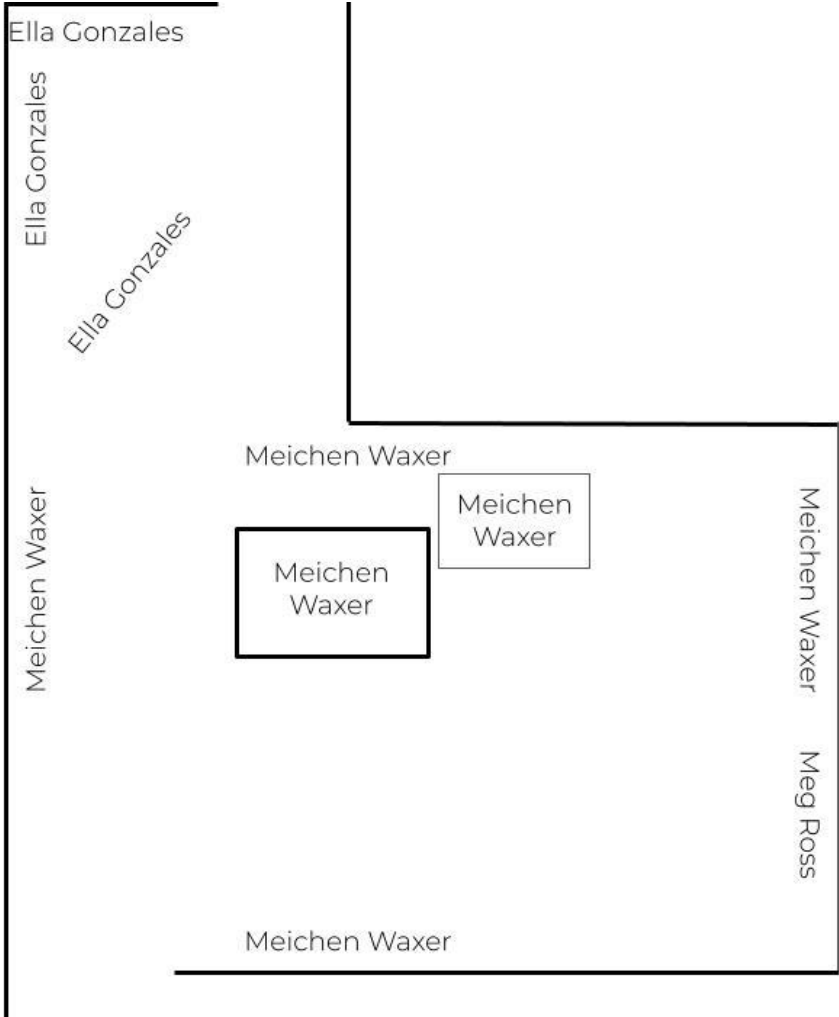 Ella Gonzales
Ella Gonzales
Ella Gonzales
Meichen Waxer
Meichen
Waxer
Meichen
Waxer
Meichen Waxer
Meichen Waxer
Meg Ross
Meichen Waxer